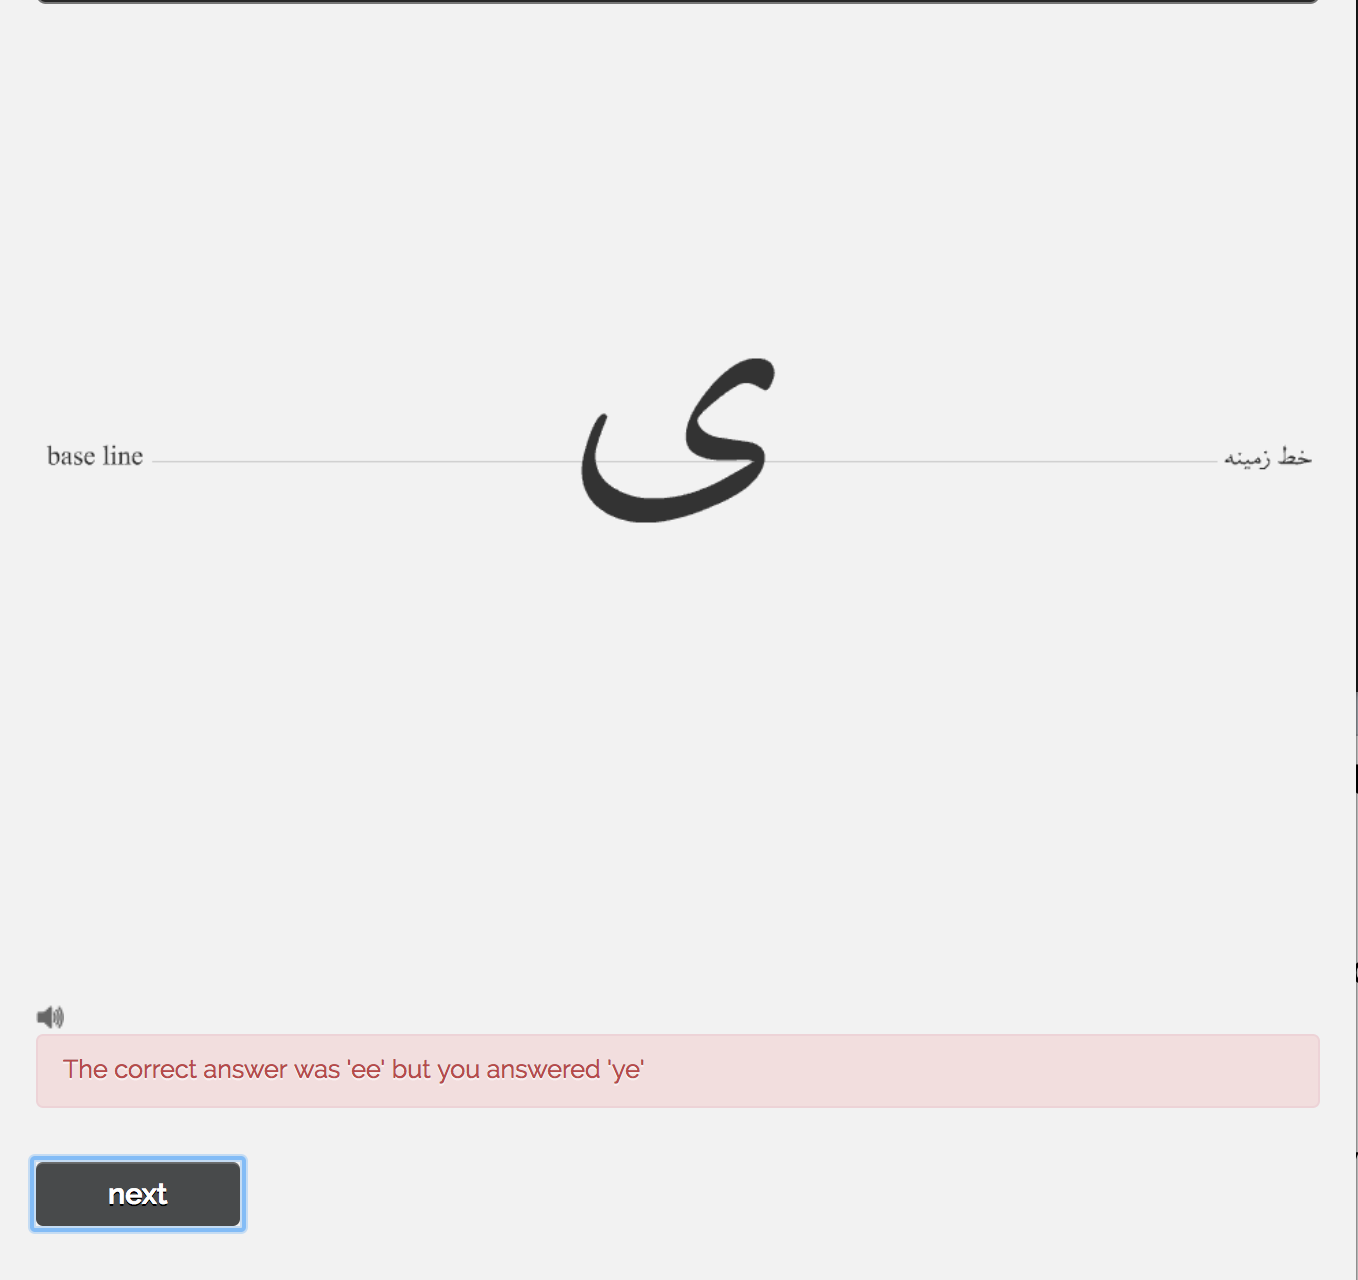 ی
base line خط زمینه
The correct answer was 'ee' but you answered 'ye'
next